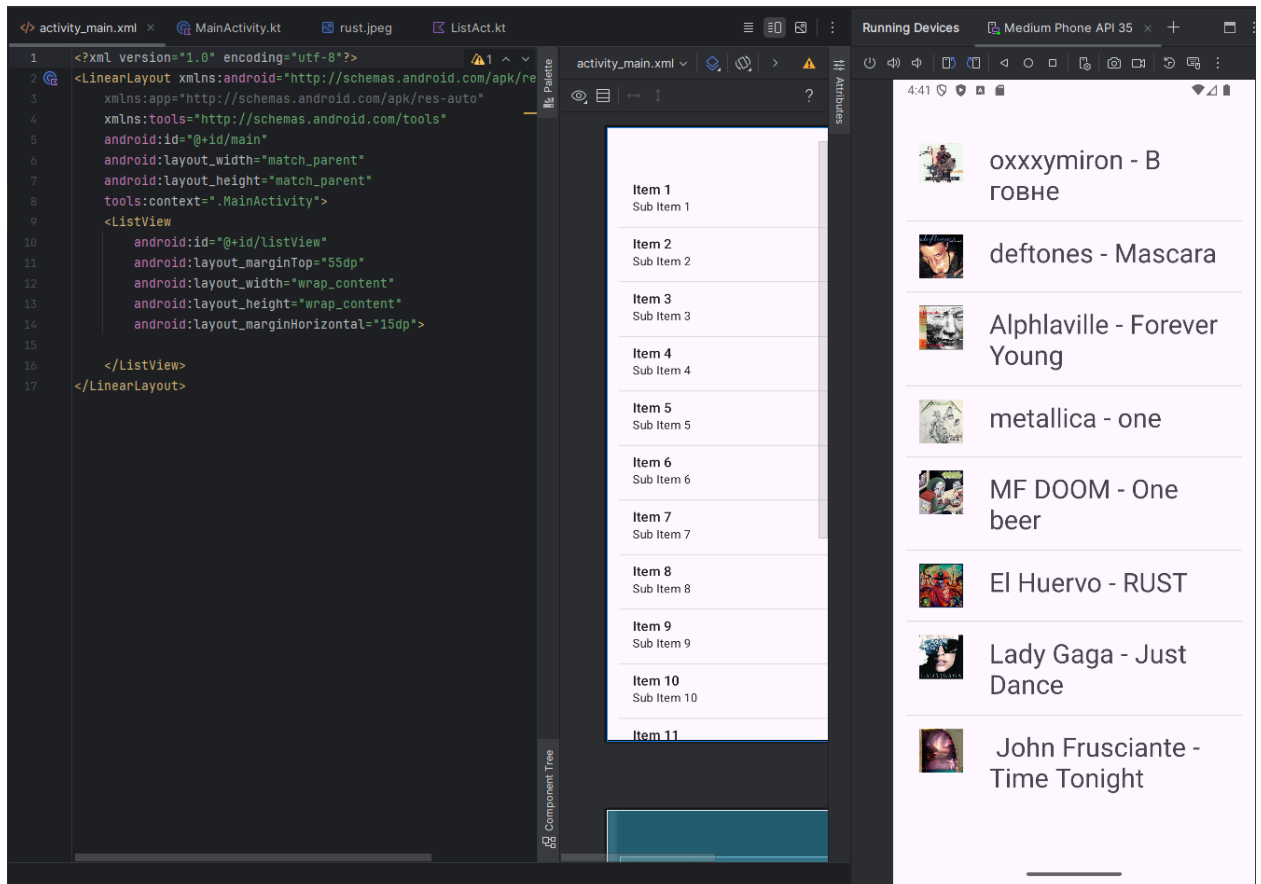 activity_main.xml
MainActivity.kt
rust.jpeg
ListAct.kt
Running Devices
Medium Phone API 35
1 <?xml version="1.0" encoding="utf-8"?>
1
2 <LinearLayout xmlns:android="http://schemas.android.com/apk/re
3 xmlns:app="http://schemas.android.com/apk/res-auto"
4 xmlns:tools="http://schemas.android.com/tools"
5 android:id="@+id/main"
6 android:layout_width="match_parent"
7 android:layout_height="match_parent"
8 tools:context=".MainActivity">
9 <ListView
10 android:id="@+id/listView"
11 android:layout_marginTop="55dp"
12 android:layout_width="wrap_content"
13 android:layout_height="wrap_content"
14 android:layout_marginHorizontal="15dp">
15
16 </ListView>
17 </LinearLayout>
Palette
Component Tree
activity_main.xml
?
Item 1
Sub Item 1
Item 2
Sub Item 2
Item 3
Sub Item 3
Item 4
Sub Item 4
Item 5
Sub Item 5
Item 6
Sub Item 6
Item 7
Sub Item 7
Item 8
Sub Item 8
Item 9
Sub Item 9
Item 10
Sub Item 10
Item 11
Attributes
4:41
oxxxymiron - В
говне
deftones - Mascara
Alphlaville - Forever
Young
metallica - one
MF DOOM - One
beer
El Huervo - RUST
Lady Gaga - Just
Dance
John Frusciante -
Time Tonight